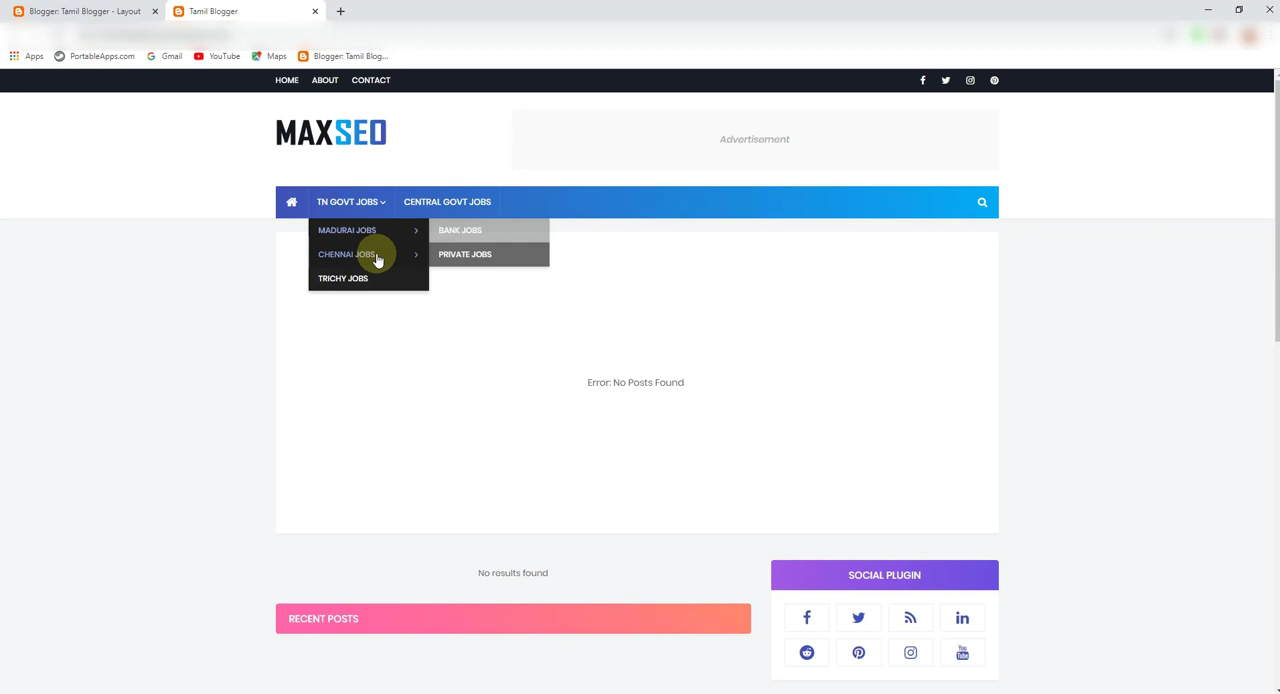 Blogger: Tamil Blogger - Layout
Tamil Blogger
Apps
PortableApps.com
Gmail
YouTube
Maps
Blogger: Tamil Blog...
HOME
ABOUT
CONTACT
MAXSEO
Advertisement
TN GOVT JOBS
CENTRAL GOVT JOBS
MADURAI JOBS
BANK JOBS
CHENNAI JOBS
PRIVATE JOBS
TRICHY JOBS
Error: No Posts Found
No results found
SOCIAL PLUGIN
RECENT POSTS
You
Tube